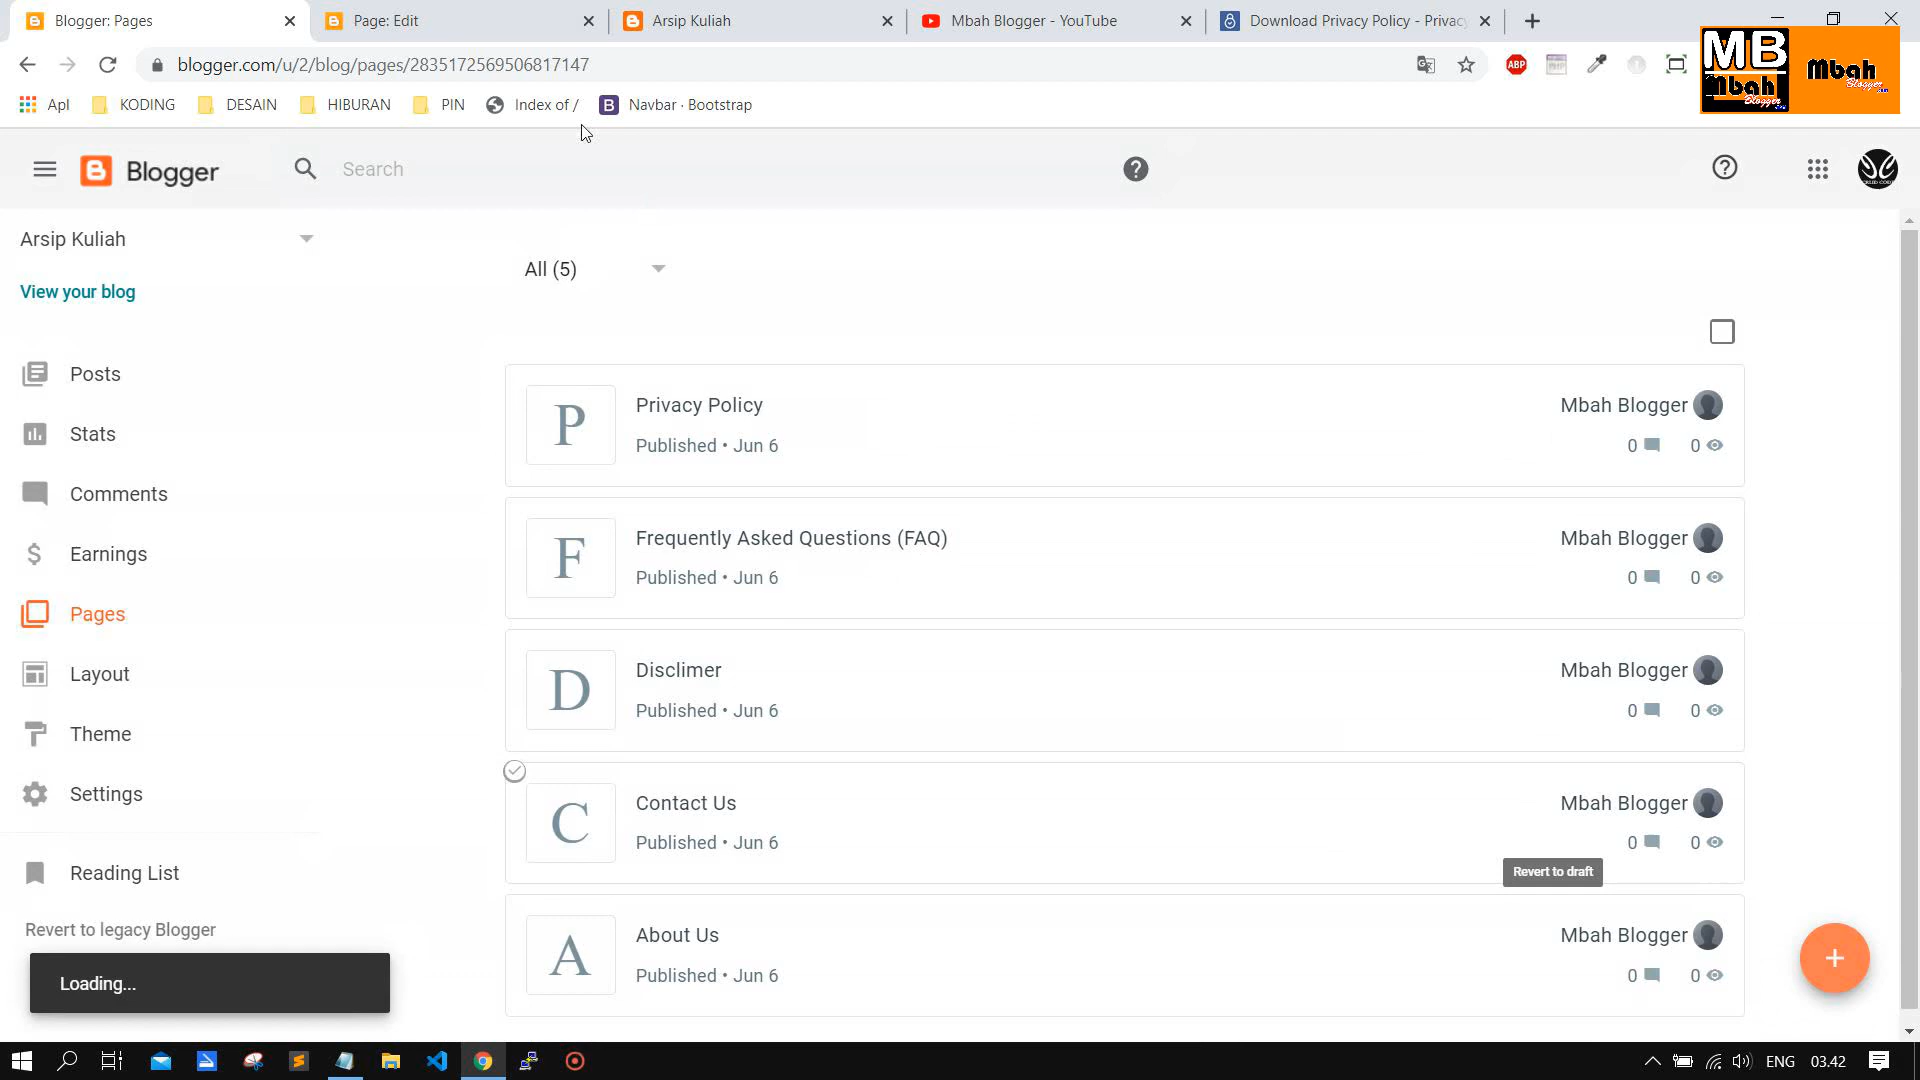 Blogger: Pages
Page: Edit
Arsip Kuliah
Mbah Blogger - YouTube
Download Privacy Policy - Privacy
blogger.com/u/2/blog/pages/2835172569506817147
ABP
MB
Mbah
Blogger
Mbah
Blogger
Apl
KODING
DESAIN
HIBURAN
PIN
Index of /
B
Navbar · Bootstrap
Blogger
Search
Arsip Kuliah
View your blog
All (5)
Posts
Stats
Comments
Earnings
Pages
Layout
Theme
Settings
Reading List
Revert to legacy Blogger
Loading...
P
Privacy Policy
Mbah Blogger
Published • Jun 6
0
0
F
Frequently Asked Questions (FAQ)
Mbah Blogger
Published • Jun 6
0
0
D
Disclimer
Mbah Blogger
Published • Jun 6
0
0
C
Contact Us
Mbah Blogger
Published • Jun 6
0
0
Revert to draft
A
About Us
Mbah Blogger
Published • Jun 6
0
0
ENG
03.42